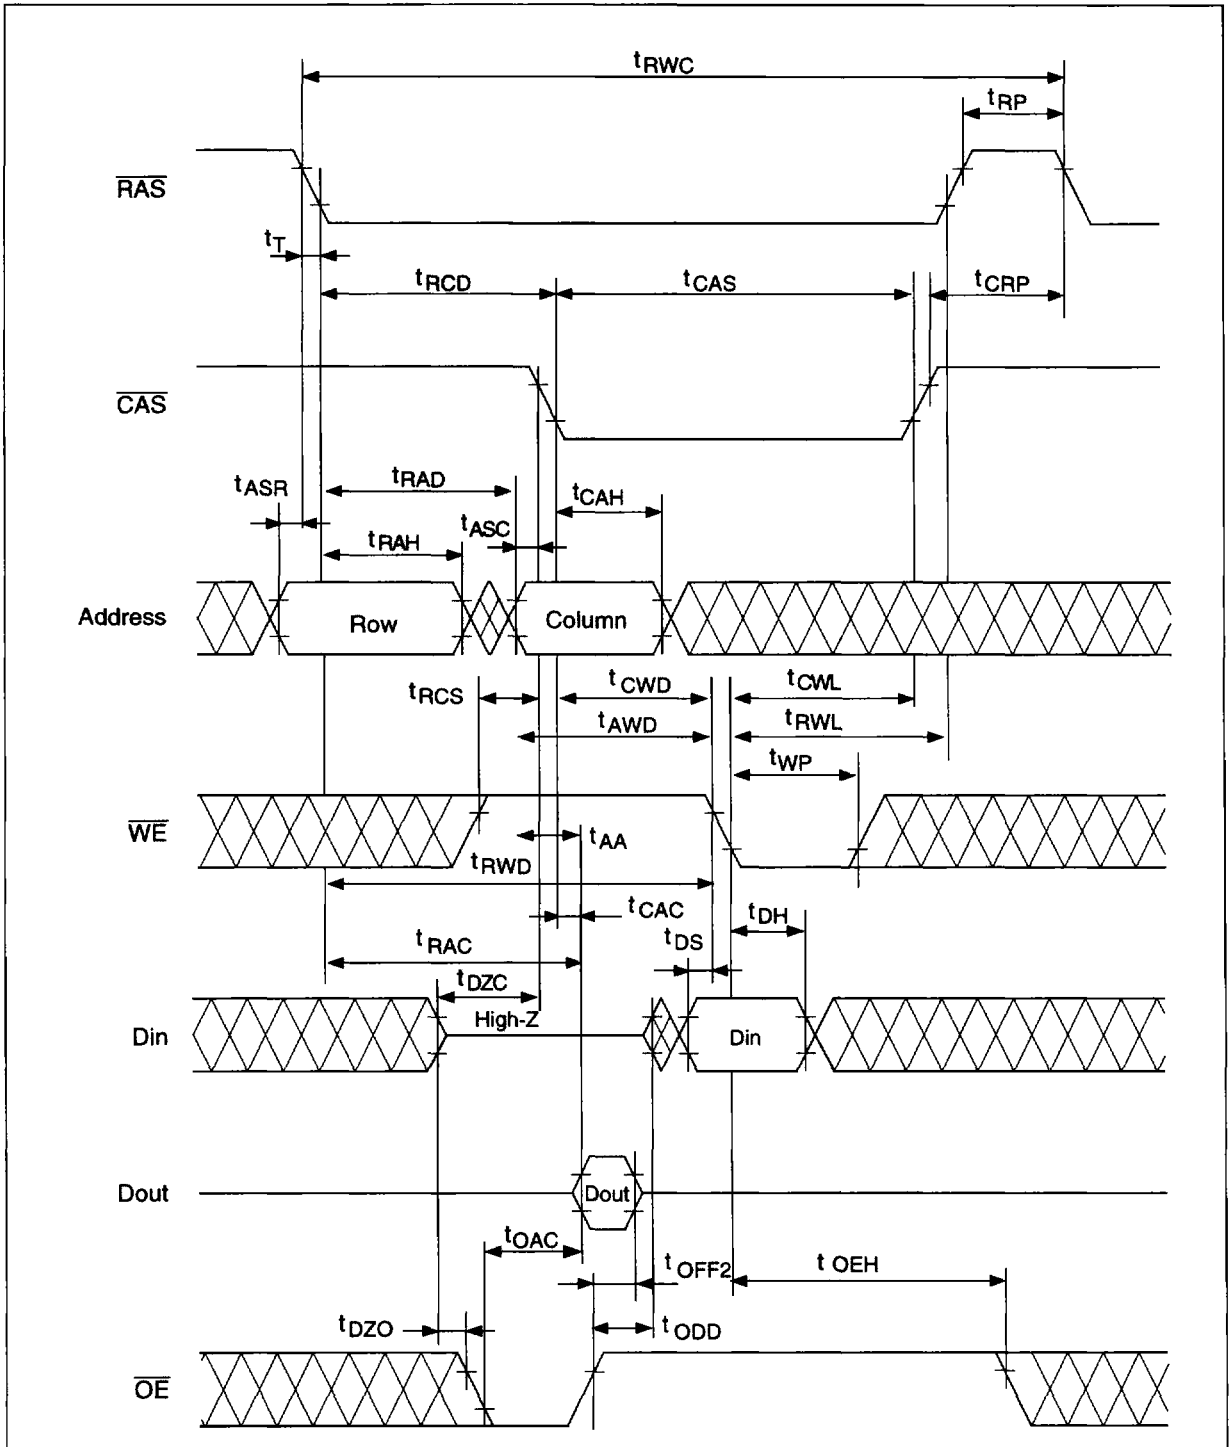 tRWC
tRP
RAS
tT
tRCD
tCAS
tCRP
CAS
tASR
tRAD
tCAH
tASC
tRAH
Address
Row
Column
tRCS
tCWD
tCWL
tAWD
tRWL
tWP
WE
tAA
tRWD
tCAC
tDH
tRAC
tDS
tDZC
High-Z
Din
Din
Dout
Dout
tOAC
tOFF2
tOEH
tDZO
tODD
OE